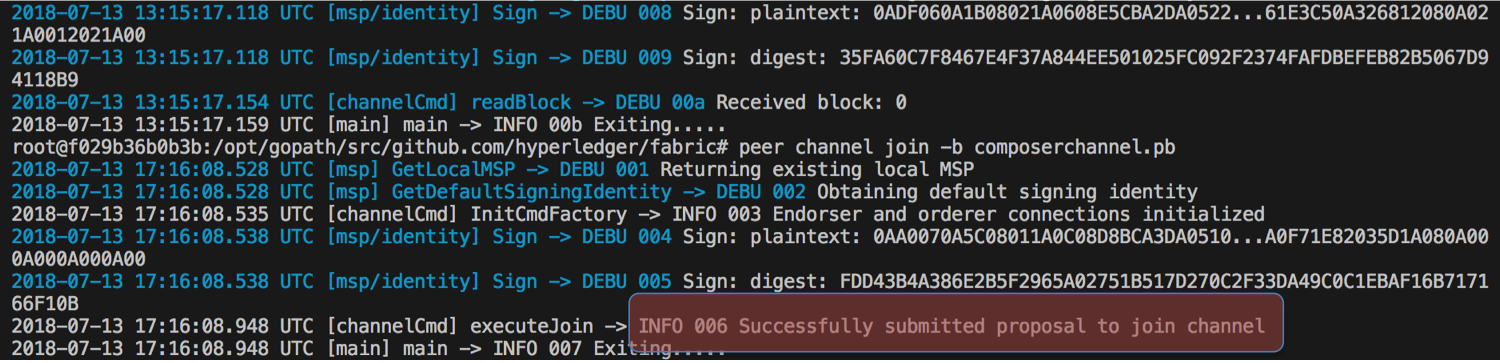 2018-07-13 13:15:17.118 UTC [msp/identity] Sign -> DEBU 008 Sign: plaintext: 0ADF060A1B08021A0608E5CBA2DA0522...61E3C50A326812080A02
1A0012021A00
2018-07-13 13:15:17.118 UTC [msp/identity] Sign -> DEBU 009 Sign: digest: 35FA60C7F8467E4F37A844EE501025FC092F2374FAFDBEFEB82B5067D9
4118B9
2018-07-13 13:15:17.154 UTC [channelCmd] readBlock -> DEBU 00a Received block: 0
2018-07-13 13:15:17.159 UTC [main] main -> INFO 00b Exiting.....
root@f029b36b0b3b:/opt/gopath/src/github.com/hyperledger/fabric# peer channel join -b composerchannel.pb
2018-07-13 17:16:08.528 UTC [msp] GetLocalMSP -> DEBU 001 Returning existing local MSP
2018-07-13 17:16:08.528 UTC [msp] GetDefaultSigningIdentity -> DEBU 002 Obtaining default signing identity
2018-07-13 17:16:08.535 UTC [channelCmd] InitCmdFactory -> INFO 003 Endorser and orderer connections initialized
2018-07-13 17:16:08.538 UTC [msp/identity] Sign -> DEBU 004 Sign: plaintext: 0AA0070A5C08011A0C08D8BCA3DA0510...A0F71E82035D1A080A00
0A000A000A00
2018-07-13 17:16:08.538 UTC [msp/identity] Sign -> DEBU 005 Sign: digest: FDD43B4A386E2B5F2965A02751B517D270C2F33DA49C0C1EBAF16B7171
66F10B
2018-07-13 17:16:08.948 UTC [channelCmd] executeJoin -> INFO 006 Successfully submitted proposal to join channel
2018-07-13 17:16:08.948 UTC [main] main -> INFO 007 Exiting.....